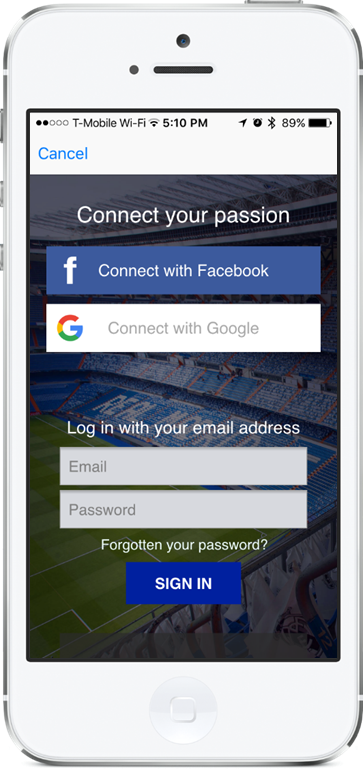 T-Mobile Wi-Fi 5:10 PM 89%
Cancel
Connect your passion
f Connect with Facebook
G Connect with Google
Log in with your email address
Email
Password
Forgotten your password?
SIGN IN